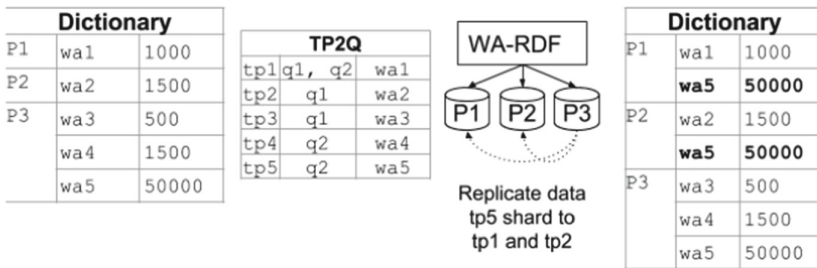 Dictionary
P1 wa1 1000
P2 wa2 1500
P3 wa3 500
wa4 1500
wa5 50000
TP2Q
tp1 q1, q2 wa1
tp2 q1 wa2
tp3 q1 wa3
tp4 q2 wa4
tp5 q2 wa5
WA-RDF
P1 P2 P3
Replicate data
tp5 shard to
tp1 and tp2
Dictionary
P1 wa1 1000
wa5 50000
P2 wa2 1500
wa5 50000
P3 wa3 500
wa4 1500
wa5 50000